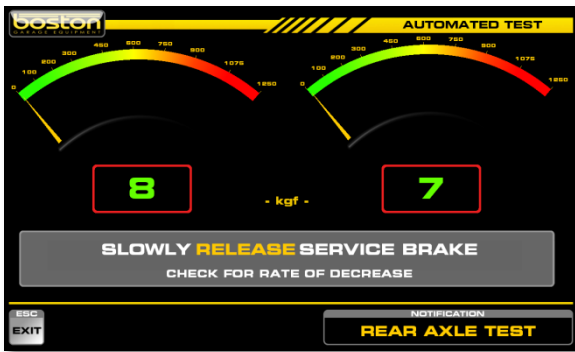 boston
GARAGE EQUIPMENT
AUTOMATED TEST
0 100 200 300 450 600 750 900 1075 1250
0 100 200 300 450 600 750 900 1075 1250
8
- kgf -
7
SLOWLY RELEASE SERVICE BRAKE
CHECK FOR RATE OF DECREASE
ESC
EXIT
NOTIFICATION
REAR AXLE TEST